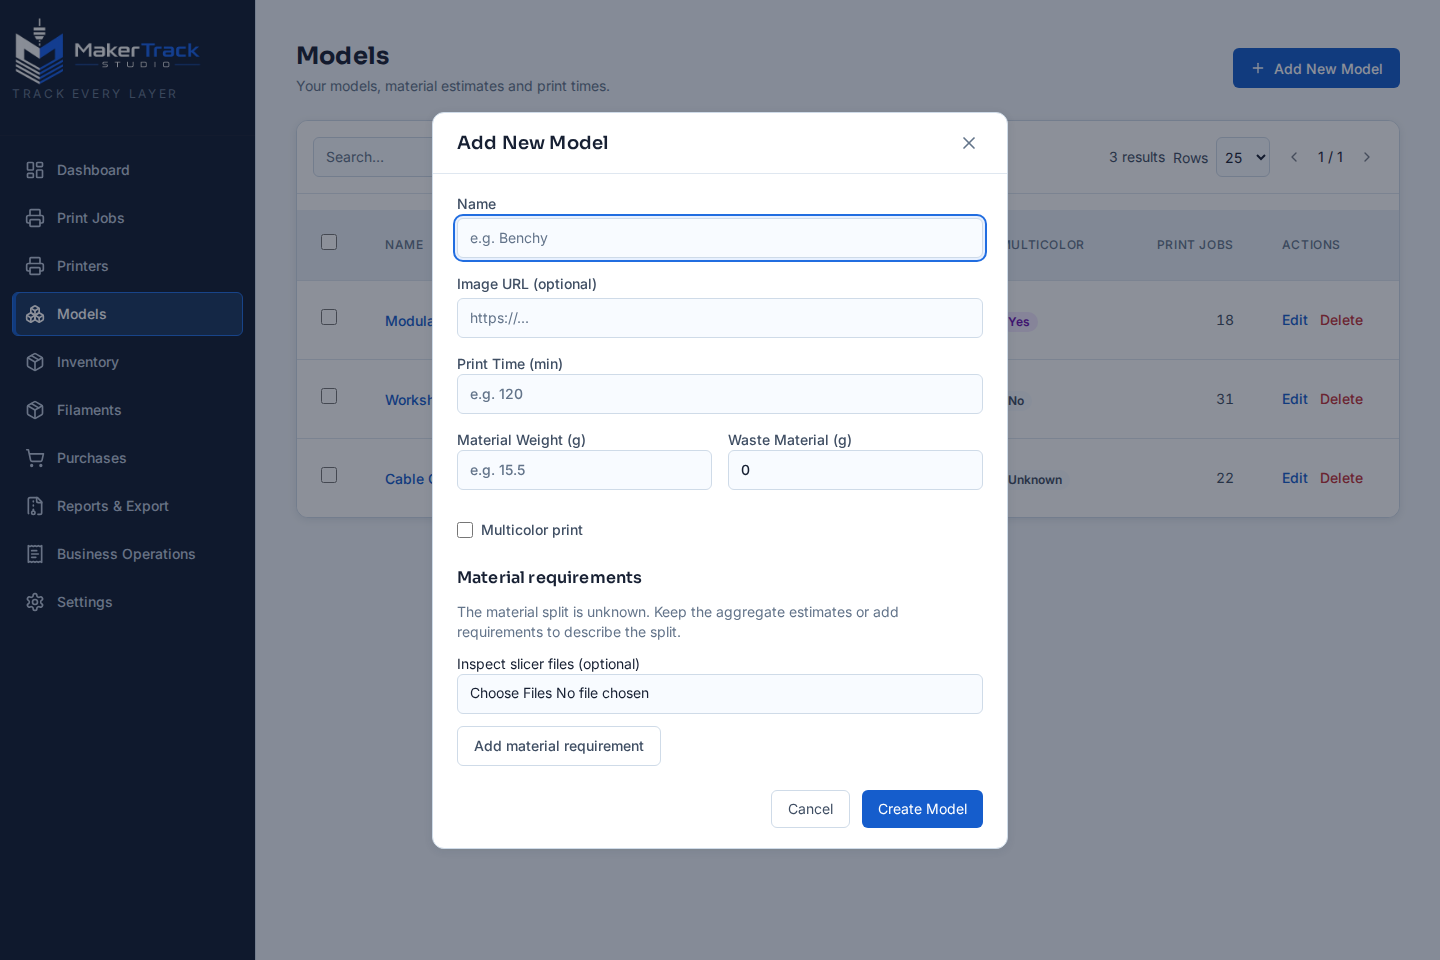 MakerTrack
STUDIO
TRACK EVERY LAYER
Dashboard
Print Jobs
Printers
Models
Inventory
Filaments
Purchases
Reports & Export
Business Operations
Settings
Models
Your models, material estimates and print times.
Add New Model
Search...
3 results Rows 25 1 / 1
NAME MULTICOLOR PRINT JOBS ACTIONS
Yes 18 Edit Delete
No 31 Edit Delete
Cable Unknown 22 Edit Delete
Add New Model
Name
e.g. Benchy
Image URL (optional)
https://...
Print Time (min)
e.g. 120
Material Weight (g) Waste Material (g)
e.g. 15.5 0
Multicolor print
Material requirements
The material split is unknown. Keep the aggregate estimates or add
requirements to describe the split.
Inspect slicer files (optional)
Choose Files No file chosen
Add material requirement
Cancel Create Model